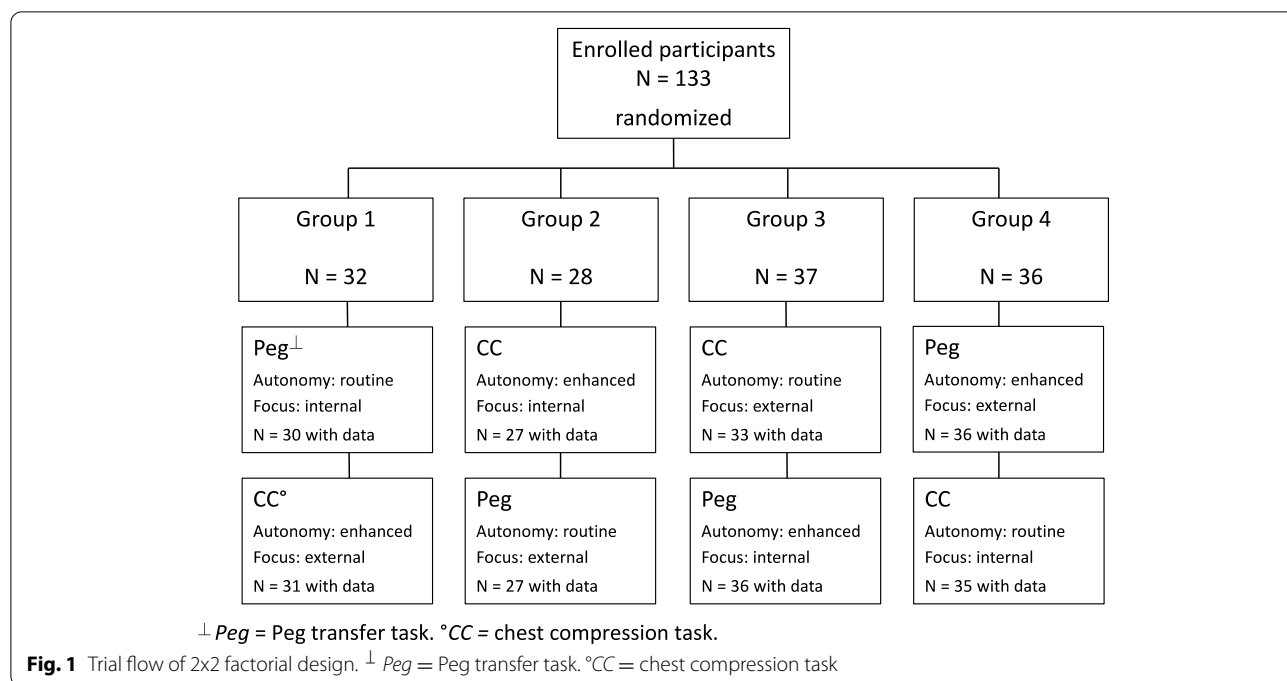 Enrolled participants
N = 133
randomized
Group 1
N = 32
Group 2
N = 28
Group 3
N = 37
Group 4
N = 36
Peg⊥
Autonomy: routine
Focus: internal
N = 30 with data
CC
Autonomy: enhanced
Focus: internal
N = 27 with data
CC
Autonomy: routine
Focus: external
N = 33 with data
Peg
Autonomy: enhanced
Focus: external
N = 36 with data
CC°
Autonomy: enhanced
Focus: external
N = 31 with data
Peg
Autonomy: routine
Focus: external
N = 27 with data
Peg
Autonomy: enhanced
Focus: internal
N = 36 with data
CC
Autonomy: routine
Focus: internal
N = 35 with data
⊥ Peg = Peg transfer task. °CC = chest compression task.
Fig. 1 Trial flow of 2x2 factorial design. ⊥ Peg = Peg transfer task. °CC = chest compression task